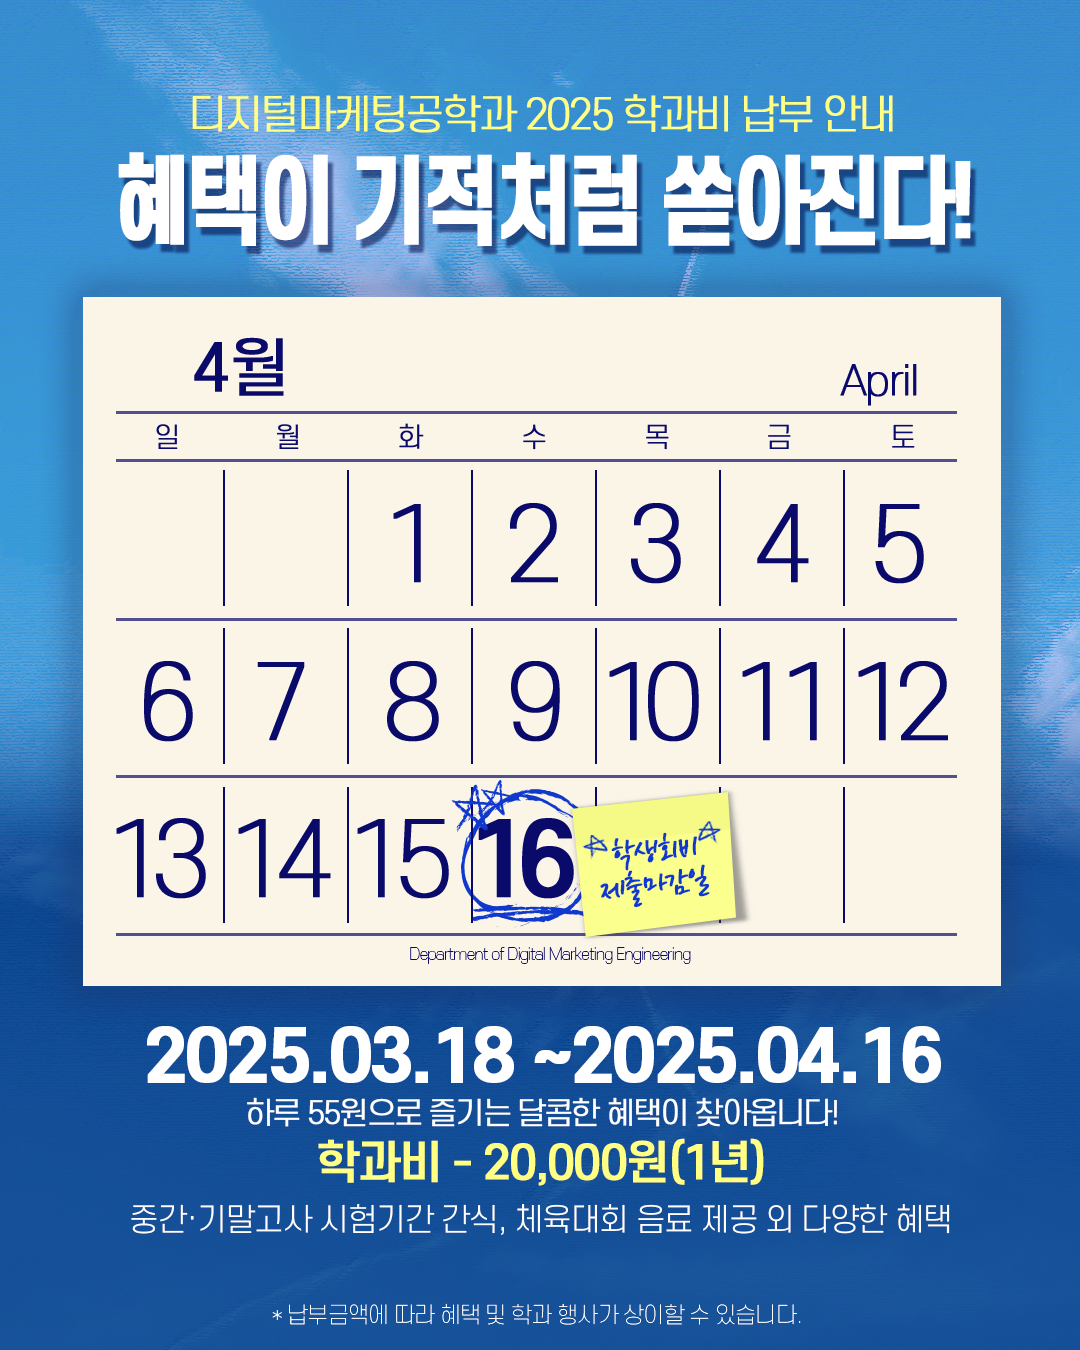 디지털마케팅공학과 2025 학과비 납부 안내
혜택이 기적처럼 쏟아진다!
4월
April
일 월 화 수 목 금 토
1 2 3 4 5
6 7 8 9 10 11 12
13 14 15 16
학생회비
제출마감일
Department of Digital Marketing Engineering
2025.03.18 ~2025.04.16
하루 55원으로 즐기는 달콤한 혜택이 찾아옵니다!
학과비 - 20,000원(1년)
중간·기말고사 시험기간 간식, 체육대회 음료 제공 외 다양한 혜택
* 납부금액에 따라 혜택 및 학과 행사가 상이할 수 있습니다.